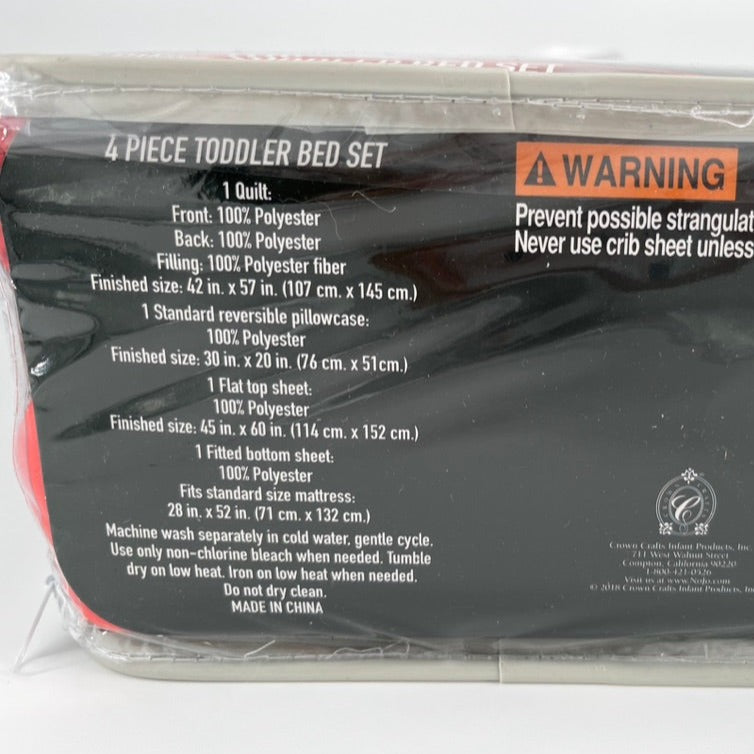 BED SET
4 PIECE TODDLER BED SET
1 Quilt:
Front: 100% Polyester
Back: 100% Polyester
Filling: 100% Polyester fiber
Finished size: 42 in. x 57 in. (107 cm. x 145 cm.)
1 Standard reversible pillowcase:
100% Polyester
Finished size: 30 in. x 20 in. (76 cm. x 51cm.)
1 Flat top sheet:
100% Polyester
Finished size: 45 in. x 60 in. (114 cm. x 152 cm.)
1 Fitted bottom sheet:
100% Polyester
Fits standard size mattress:
28 in. x 52 in. (71 cm. x 132 cm.)
Machine wash separately in cold water, gentle cycle.
Use only non-chlorine bleach when needed. Tumble
dry on low heat. Iron on low heat when needed.
Do not dry clean.
MADE IN CHINA
WARNING
Prevent possible strangulat
Never use crib sheet unless
C
Crown Crafts Infant Products, Inc
711 West Walnut Street
Compton, California 90220
1-800-421-0526
Visit us at www.NoJo.com
© 2018 Crown Crafts Infant Products, Inc